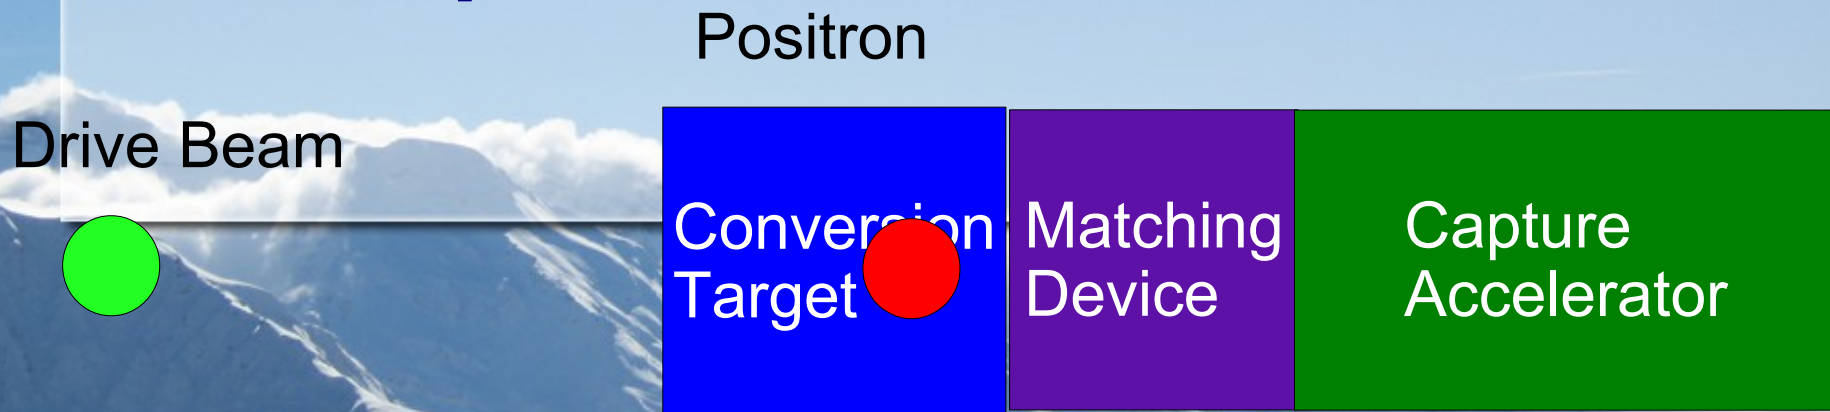 Positron
Drive Beam
Conversion
Target
Matching
Device
Capture
Accelerator